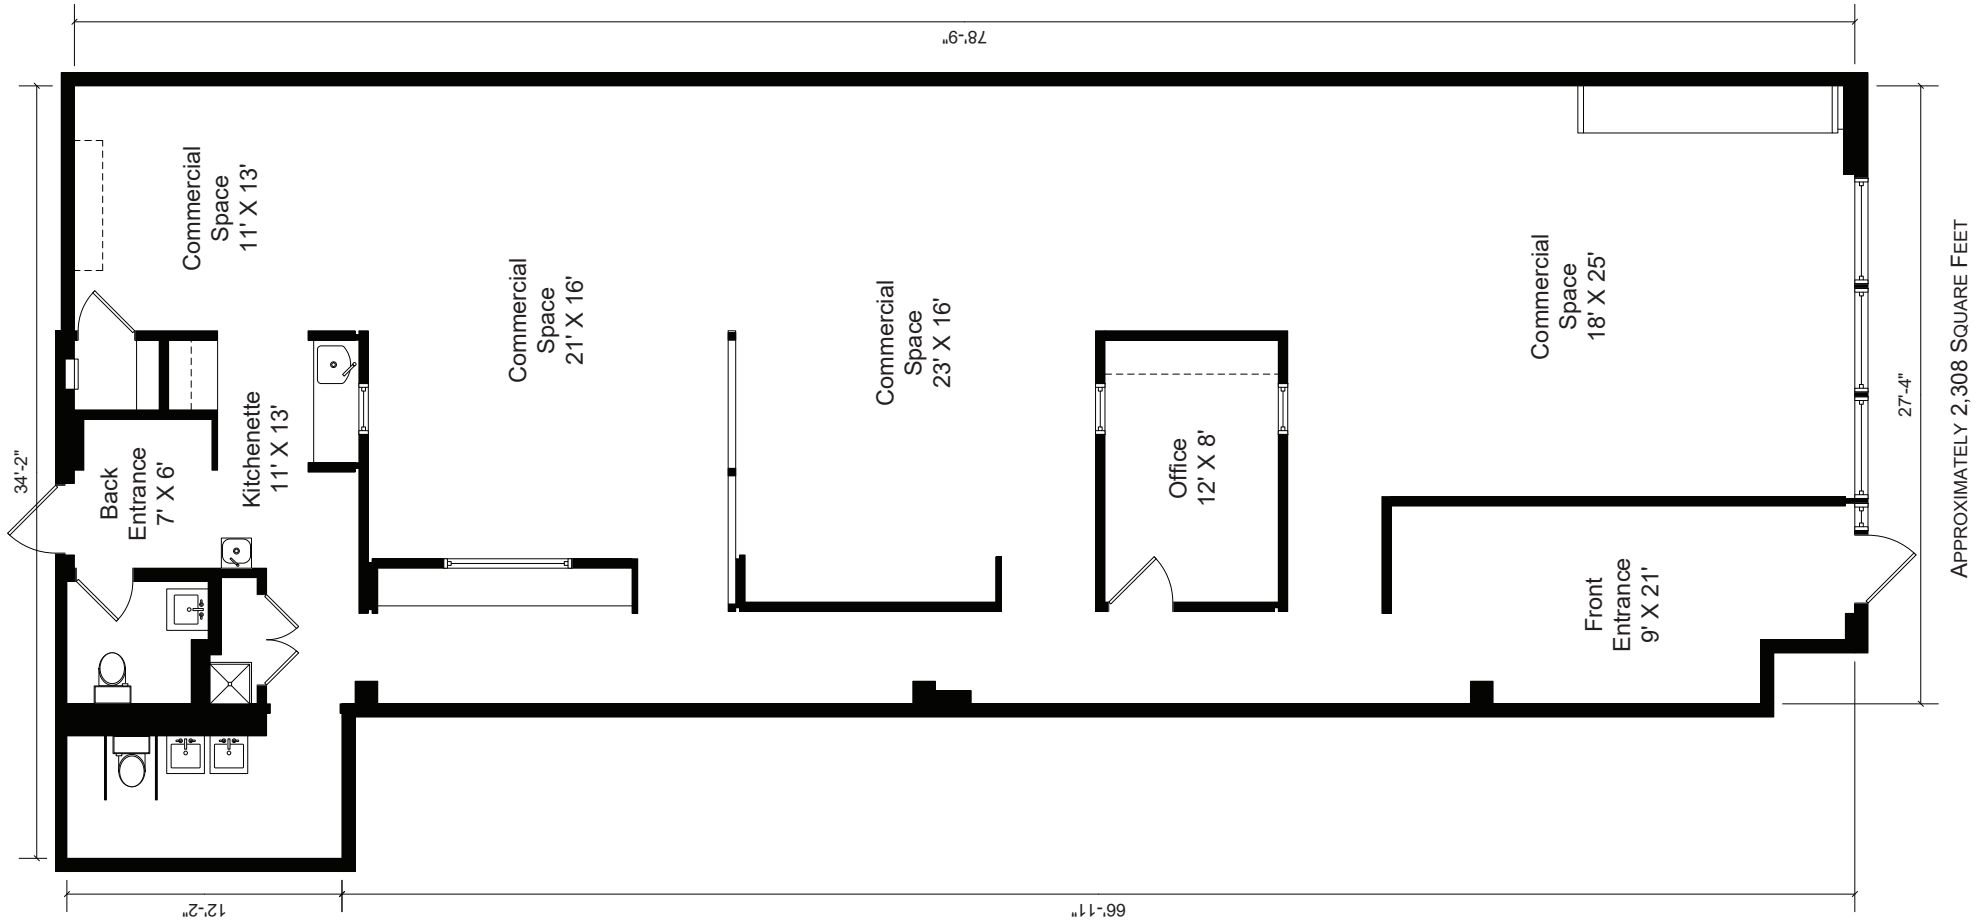 78'-9"
34'-2"
Commercial
Space
11' X 13'
Commercial
Space
21' X 16'
Commercial
Space
23' X 16'
Commercial
Space
18' X 25'
Back
Entrance
7' X 6'
Kitchenette
11' X 13'
Office
12' X 8'
Front
Entrance
9' X 21'
27'-4"
APPROXIMATELY 2,308 SQUARE FEET
12'-2"
66'-11"